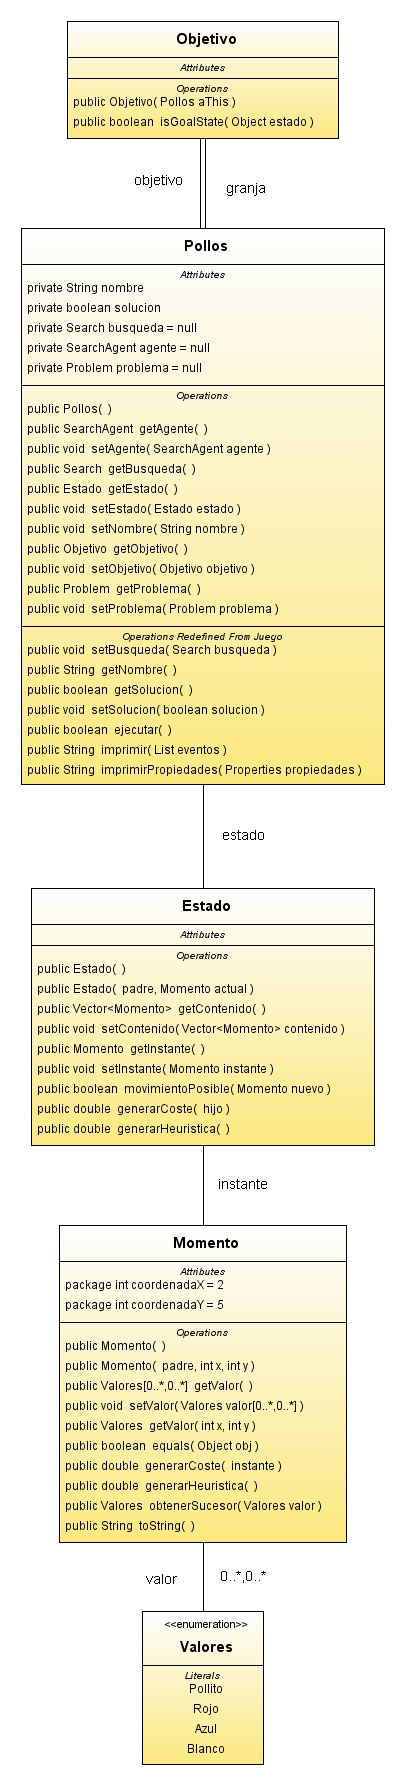 Objetivo
Attributes
Operations
public Objetivo( Pollos aThis )
public boolean isGoalState( Object estado )
objetivo
granja
Pollos
Attributes
private String nombre
private boolean solucion
private Search busqueda = null
private SearchAgent agente = null
private Problem problema = null
Operations
public Pollos( )
public SearchAgent getAgente( )
public void setAgente( SearchAgent agente )
public Search getBusqueda( )
public Estado getEstado( )
public void setEstado( Estado estado )
public void setNombre( String nombre )
public Objetivo getObjetivo( )
public void setObjetivo( Objetivo objetivo )
public Problem getProblema( )
public void setProblema( Problem problema )
Operations Redefined From Juego
public void setBusqueda( Search busqueda )
public String getNombre( )
public boolean getSolucion( )
public void setSolucion( boolean solucion )
public boolean ejecutar( )
public String imprimir( List eventos )
public String imprimirPropiedades( Properties propiedades )
estado
Estado
Attributes
Operations
public Estado( )
public Estado( padre, Momento actual )
public Vector<Momento> getContenido( )
public void setContenido( Vector<Momento> contenido )
public Momento getInstante( )
public void setInstante( Momento instante )
public boolean movimientoPosible( Momento nuevo )
public double generarCoste( hijo )
public double generarHeuristica( )
instante
Momento
Attributes
package int coordenadaX = 2
package int coordenadaY = 5
Operations
public Momento( )
public Momento( padre, int x, int y )
public Valores[0..*,0..*] getValor( )
public void setValor( Valores valor[0..*,0..*] )
public Valores getValor( int x, int y )
public boolean equals( Object obj )
public double generarCoste( instante )
public double generarHeuristica( )
public Valores obtenerSucesor( Valores valor )
public String toString( )
valor
0..*,0..*
<<enumeration>>
Valores
Literals
Pollito
Rojo
Azul
Blanco